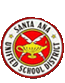 SANTA ANA
UNIFIED SCHOOL DISTRICT